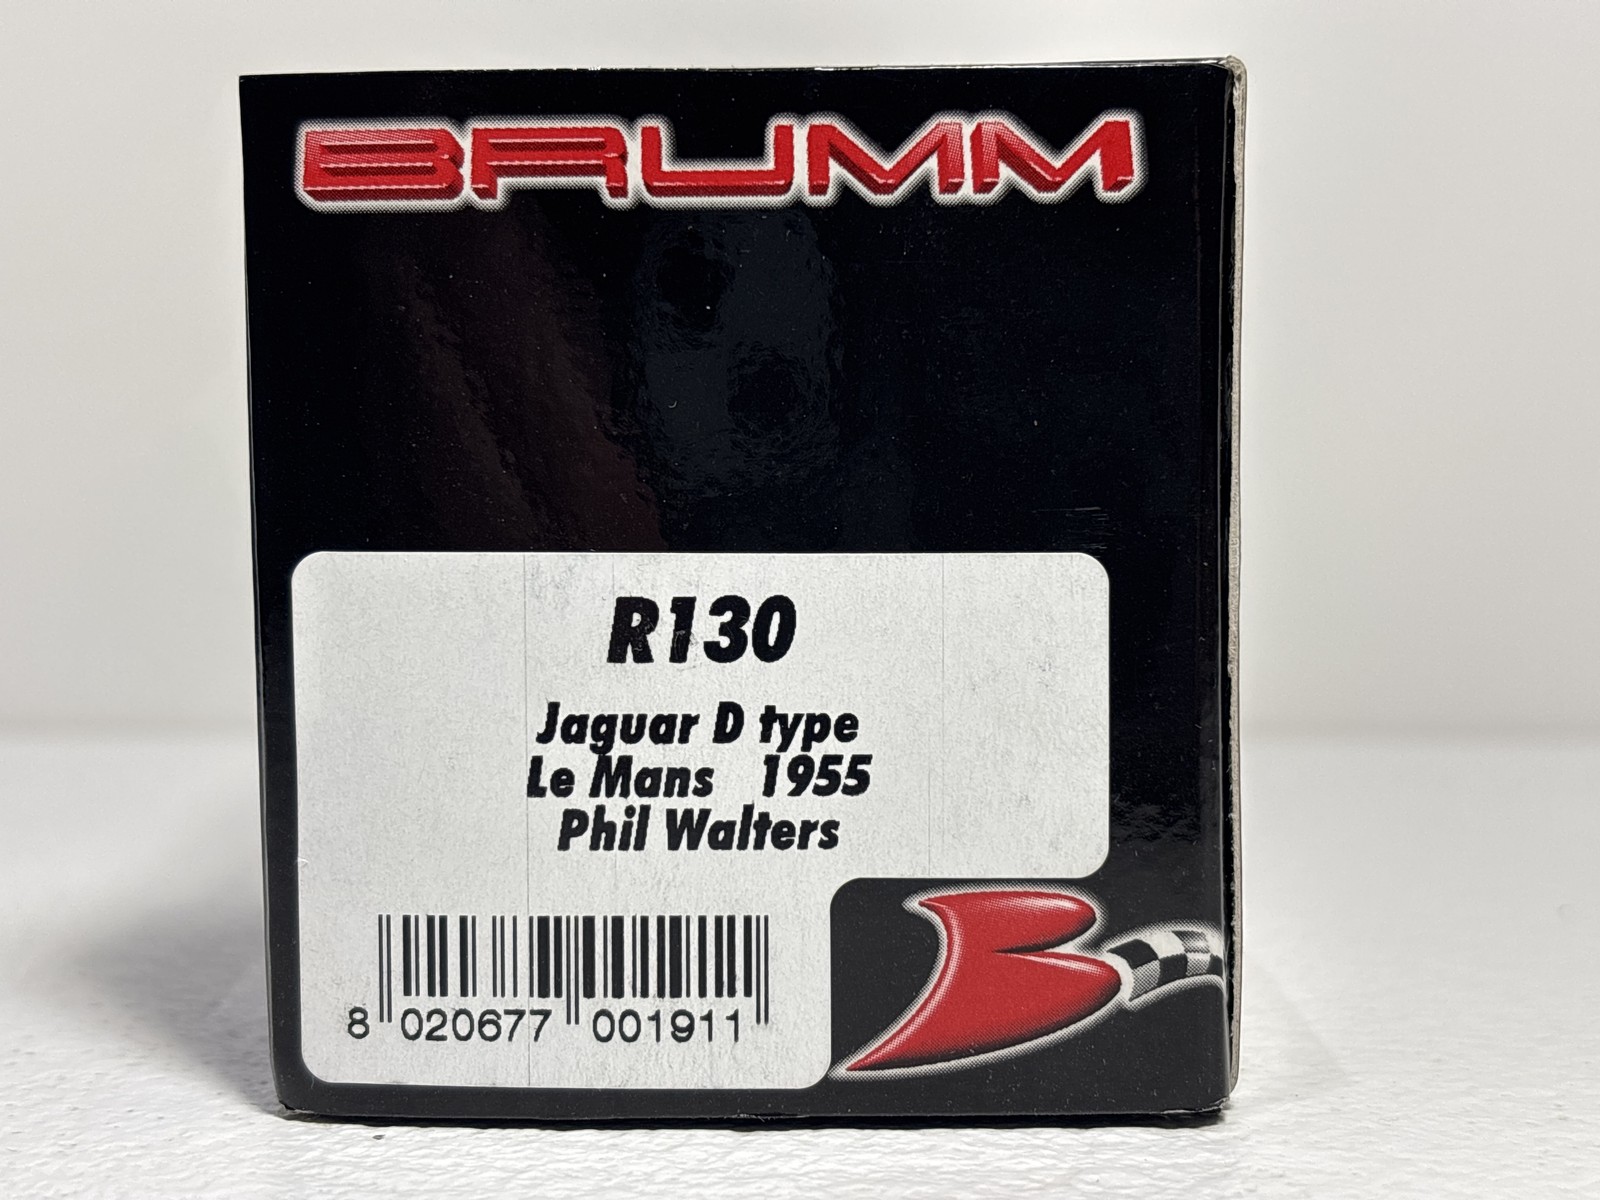 BRUMM
R130
Jaguar D type
Le Mans 1955
Phil Walters
8 020677 001911
B